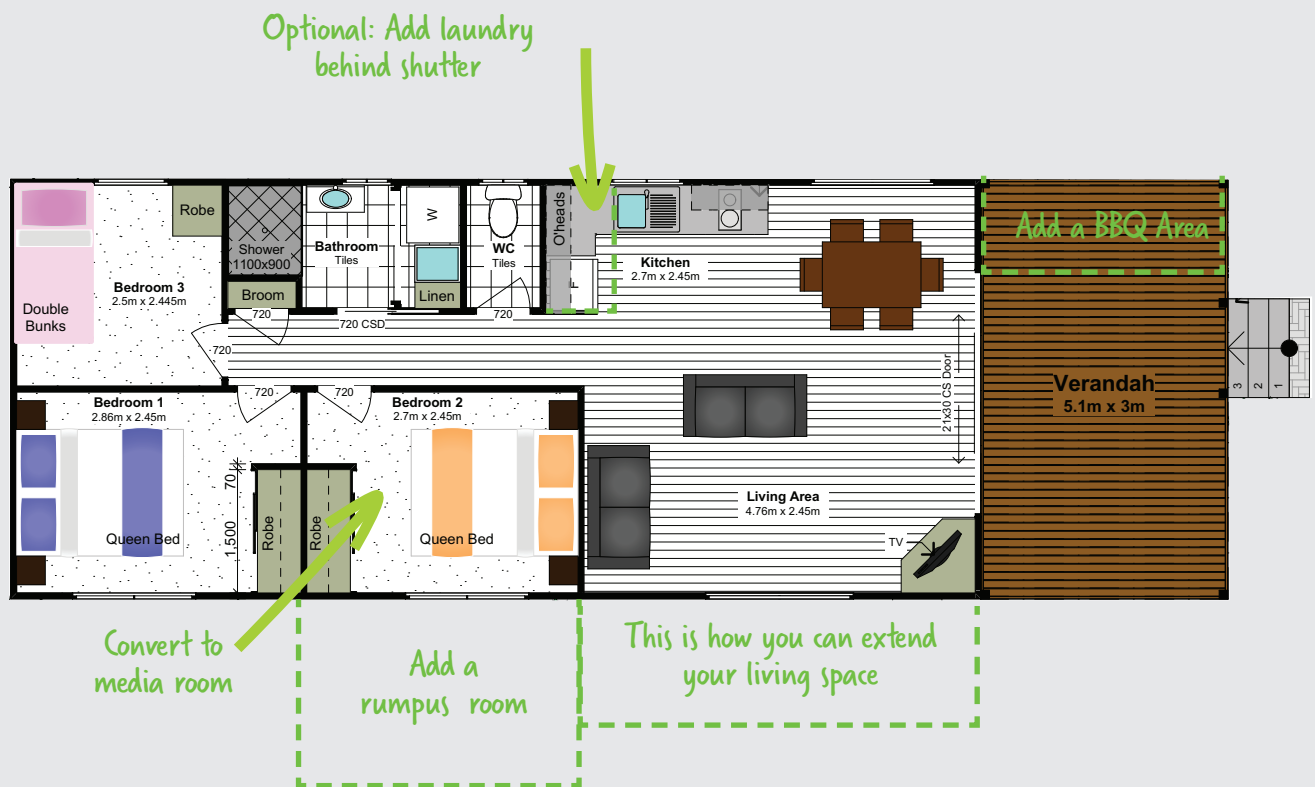 Optional: Add laundry
behind shutter
Robe
Shower
1100x900
Bathroom
Tiles
W
WC
Tiles
O'heads
Kitchen
2.7m x 2.45m
F
Add a BBQ Area
Bedroom 3
2.5m x 2.445m
Double
Bunks
Broom
Linen
720
720 CSD
720
720
21x30 CS Door
Verandah
5.1m x 3m
3
2
1
Bedroom 1
2.86m x 2.45m
720
720
Bedroom 2
2.7m x 2.45m
70
1,500
Queen Bed
Robe
Robe
Queen Bed
Living Area
4.76m x 2.45m
TV
Convert to
media room
Add a
rumpus room
This is how you can extend
your living space